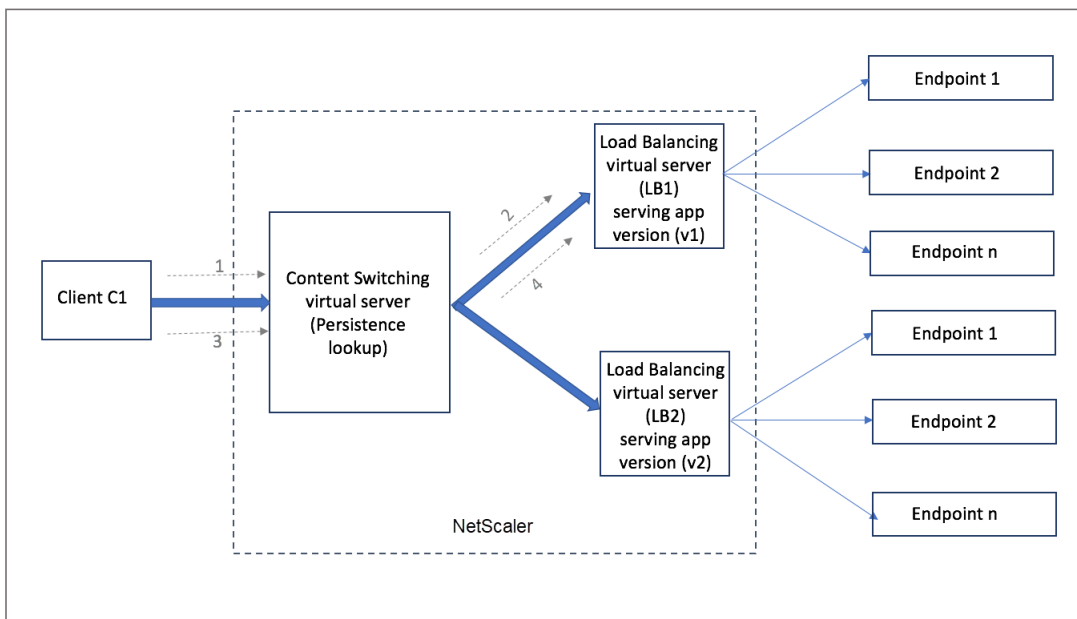 Client C1
1
3
Content Switching
virtual server
(Persistence
lookup)
2
4
Load Balancing
virtual server
(LB1)
serving app
version (v1)
Load Balancing
virtual server
(LB2)
serving app
version (v2)
NetScaler
Endpoint 1
Endpoint 2
Endpoint n
Endpoint 1
Endpoint 2
Endpoint n